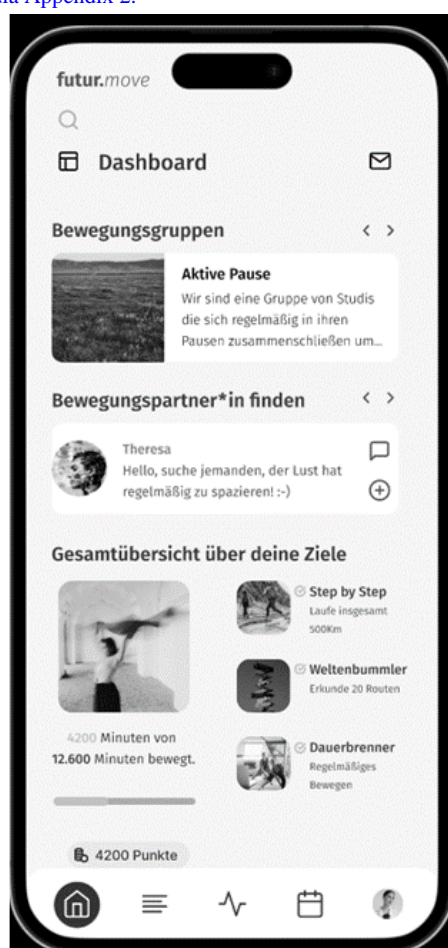 dia Appendix 2.
futur.move
Dashboard
Bewegungsgruppen
Aktive Pause
Wir sind eine Gruppe von Studis
die sich regelmäßig in ihren
Pausen zusammenschließen um...
Bewegungspartner*in finden
Theresa
Hello, suche jemanden, der Lust hat
regelmäßig zu spazieren! :-)
Gesamtübersicht über deine Ziele
Step by Step
Laufe insgesamt
500Km
Weltenbummler
Erkunde 20 Routen
4200 Minuten von
12.600 Minuten bewegt.
Dauerbrenner
Regelmäßiges
Bewegen
4200 Punkte